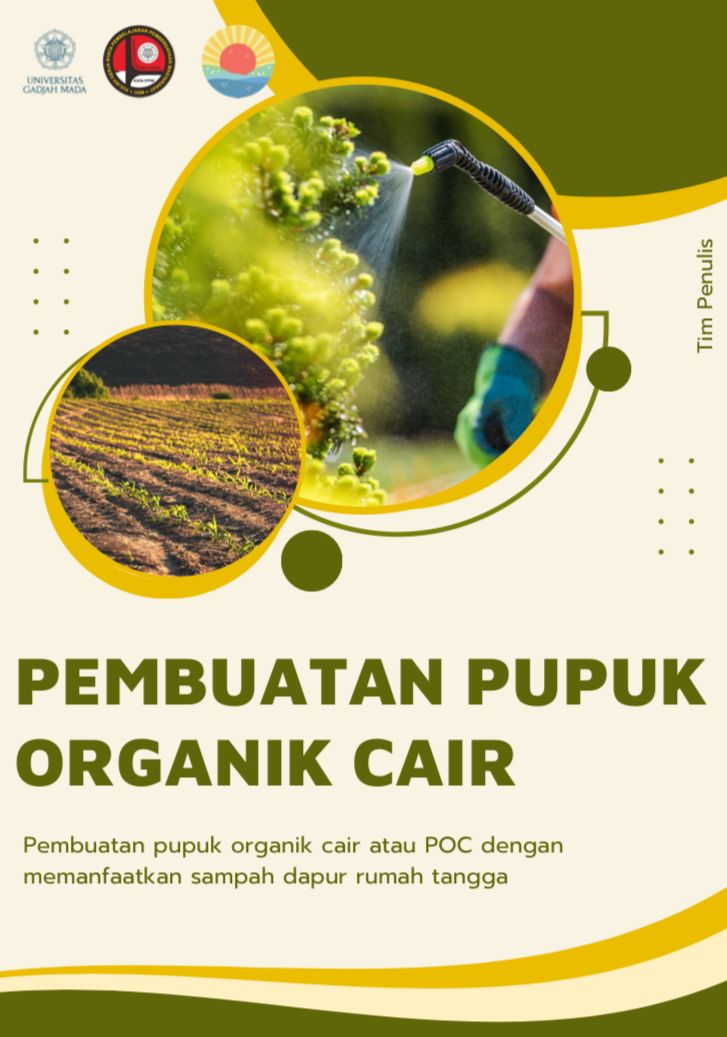 UNIVERSITAS
GADJAH MADA
Tim Penulis
PEMBUATAN PUPUK
ORGANIK CAIR
Pembuatan pupuk organik cair atau POC dengan
memanfaatkan sampah dapur rumah tangga